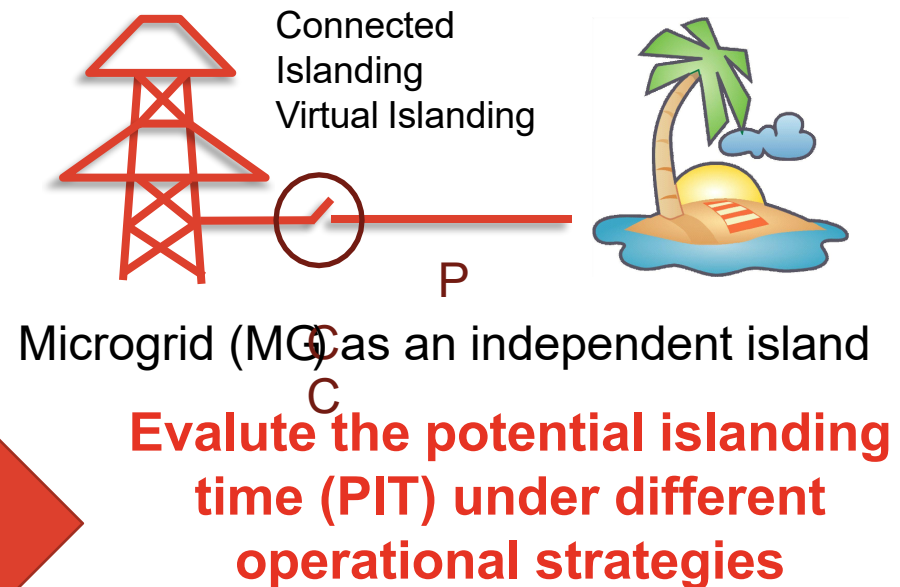 Connected
Islanding
Virtual Islanding
P
C
C
Microgrid (MG) as an independent island
Evalute the potential islanding
time (PIT) under different
operational strategies